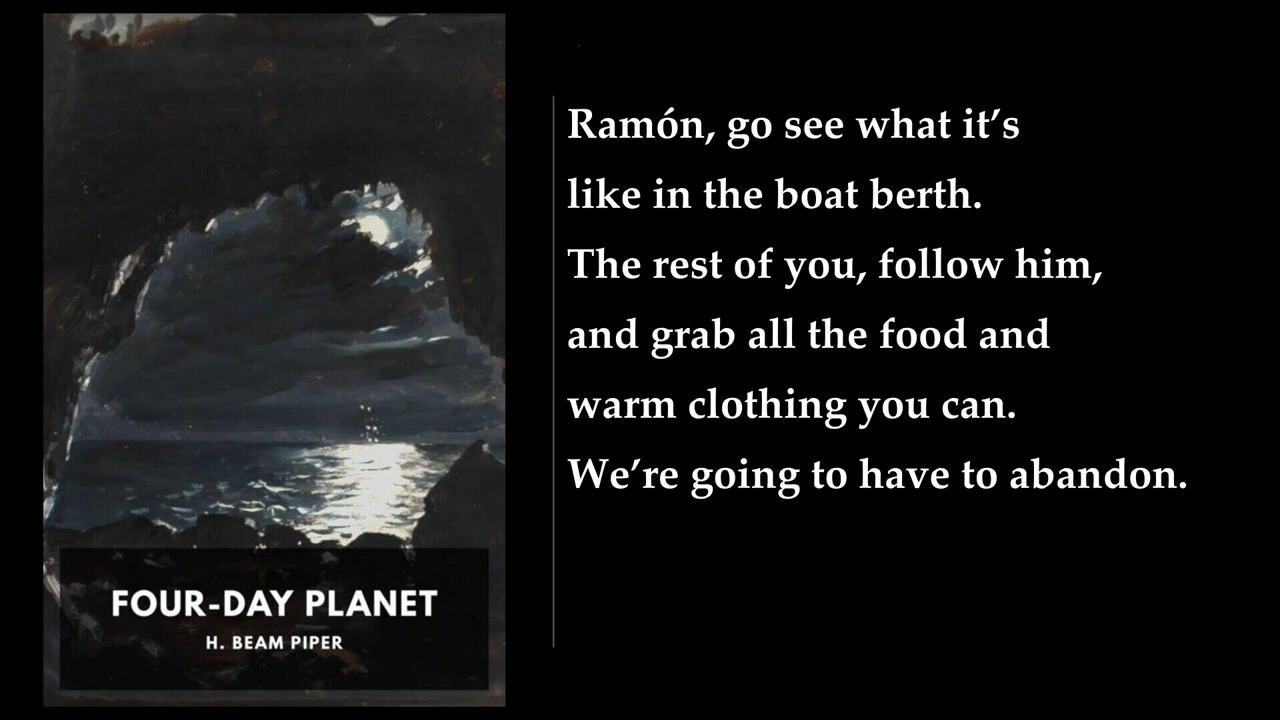 FOUR-DAY PLANET
H. BEAM PIPER
Ramón, go see what it’s
like in the boat berth.
The rest of you, follow him,
and grab all the food and
warm clothing you can.
We’re going to have to abandon.